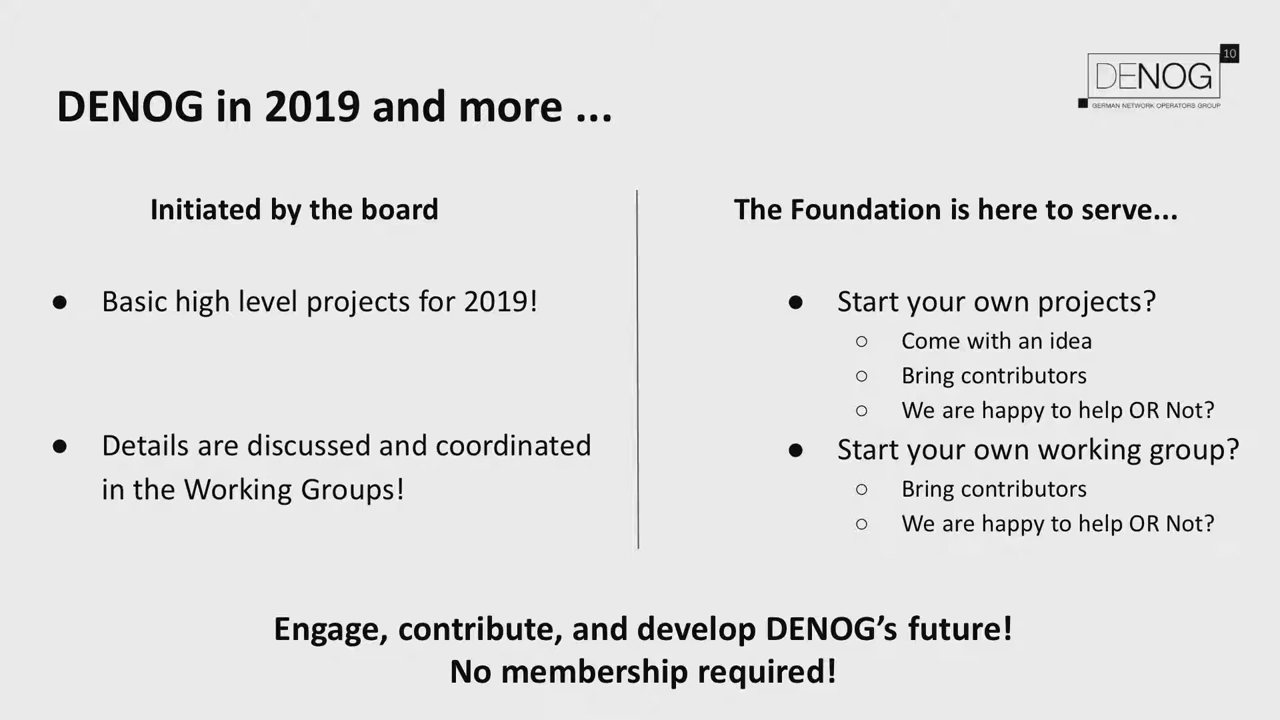 10
DENOG
GERMAN NETWORK OPERATORS GROUP
DENOG in 2019 and more ...
Initiated by the board
● Basic high level projects for 2019!
● Details are discussed and coordinated
in the Working Groups!
The Foundation is here to serve...
● Start your own projects?
○ Come with an idea
○ Bring contributors
○ We are happy to help OR Not?
● Start your own working group?
○ Bring contributors
○ We are happy to help OR Not?
Engage, contribute, and develop DENOG’s future!
No membership required!